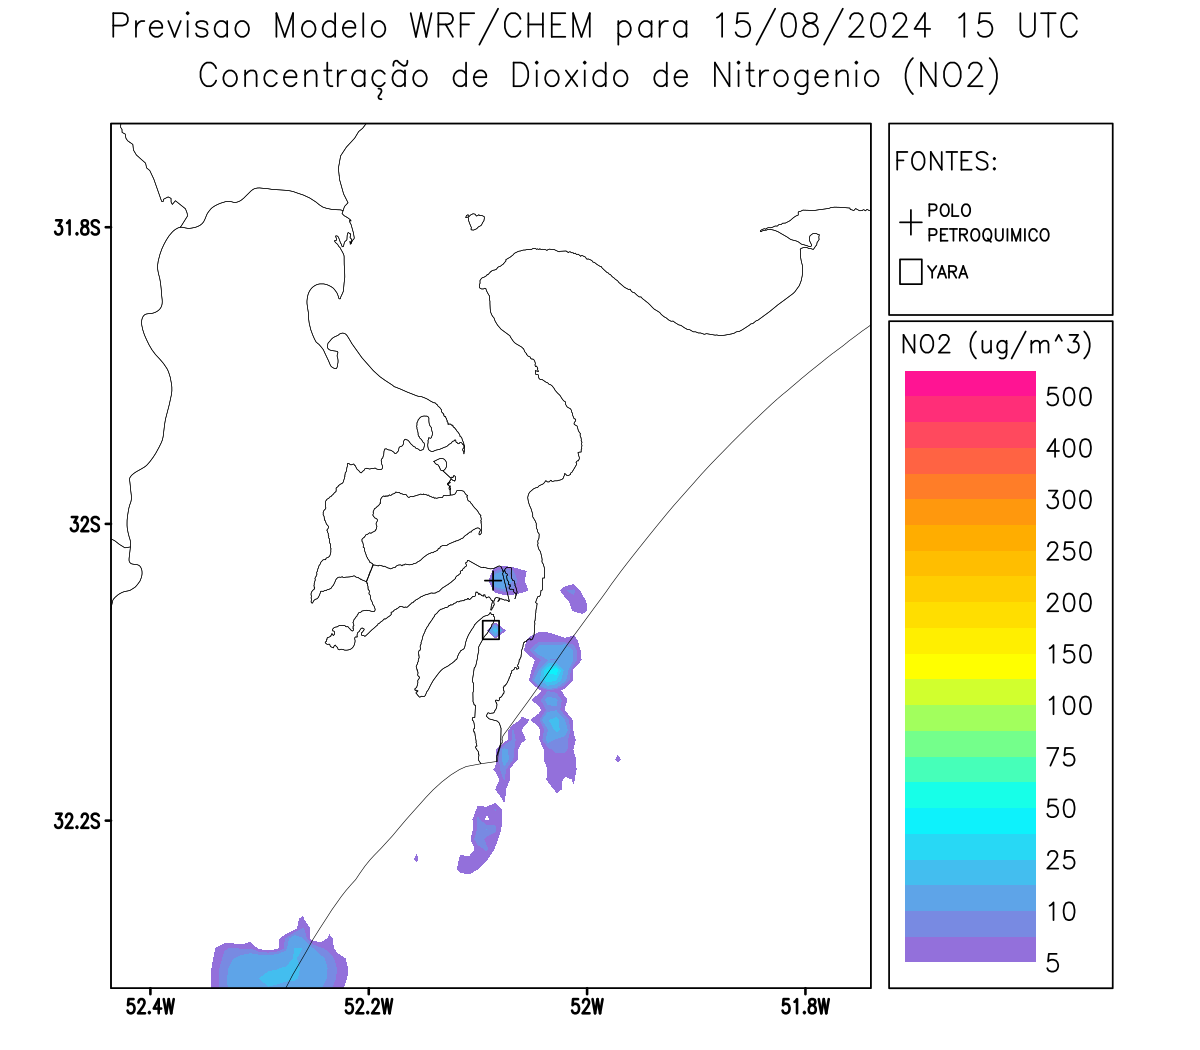 Previsao Modelo WRF/CHEM para 15/08/2024 15 UTC
Concentração de Dioxido de Nitrogenio (NO2)
FONTES:
POLO
PETROQUIMICO
YARA
NO2 (ug/m^3)
500
400
300
250
200
150
100
75
50
25
10
5
31.8S
32S
32.2S
52.4W
52.2W
52W
51.8W